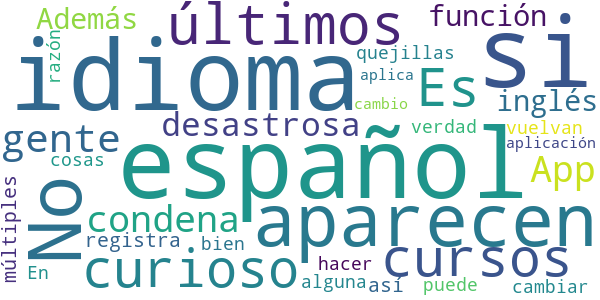 Además
últimos
función
razón
quejillas
idioma
si
aplica
Es
cambio
inglés
gente
desastrosa
verdad
vuelvan
cosas
español
aplicación
App
múltiples
No
condena
aparecen
registra
bien
curioso
cursos
hacer
En
alguna
así
puede
cambiar